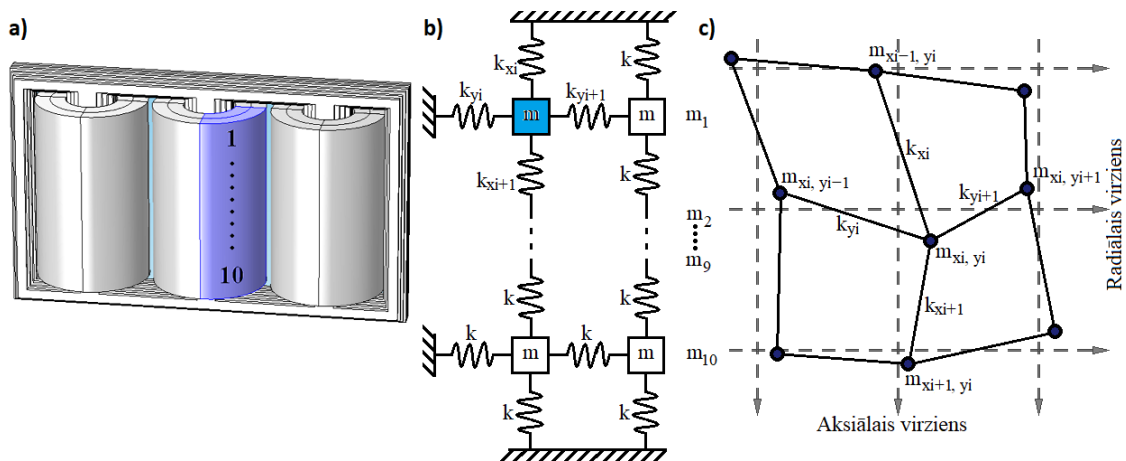 a)
1
10
b)
k_xi
k
k_yi
k_yi+1
m
m
m_1
k_xi+1
k
m_2
m_9
k
k
k
k
m
m
m_10
k
k
c)
m_xi−1, yi
k_xi
m_xi, yi−1
m_xi, yi+1
k_yi+1
k_yi
m_xi, yi
k_xi+1
m_xi+1, yi
Radiālais virziens
Aksiālais virziens